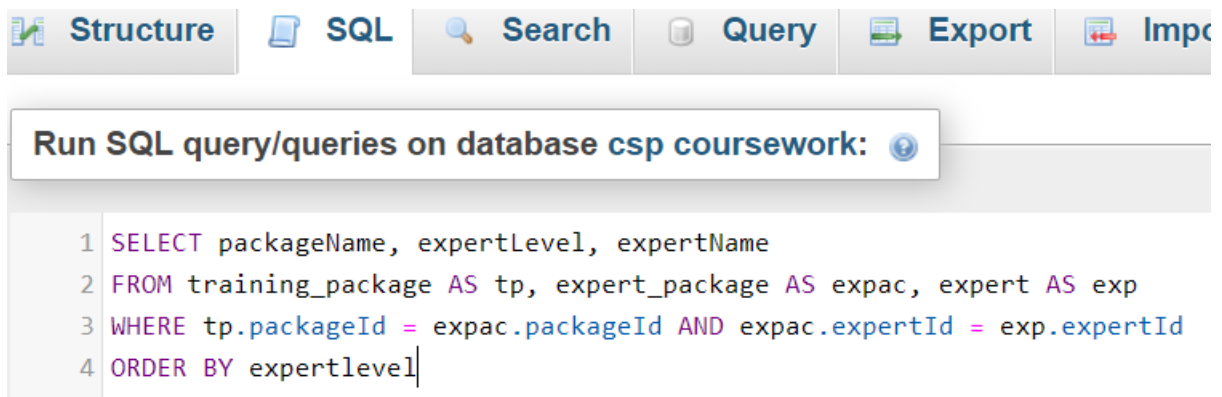 Structure SQL Search Query Export Impo
Run SQL query/queries on database csp coursework:
1 SELECT packageName, expertLevel, expertName
2 FROM training_package AS tp, expert_package AS expac, expert AS exp
3 WHERE tp.packageId = expac.packageId AND expac.expertId = exp.expertId
4 ORDER BY expertlevel